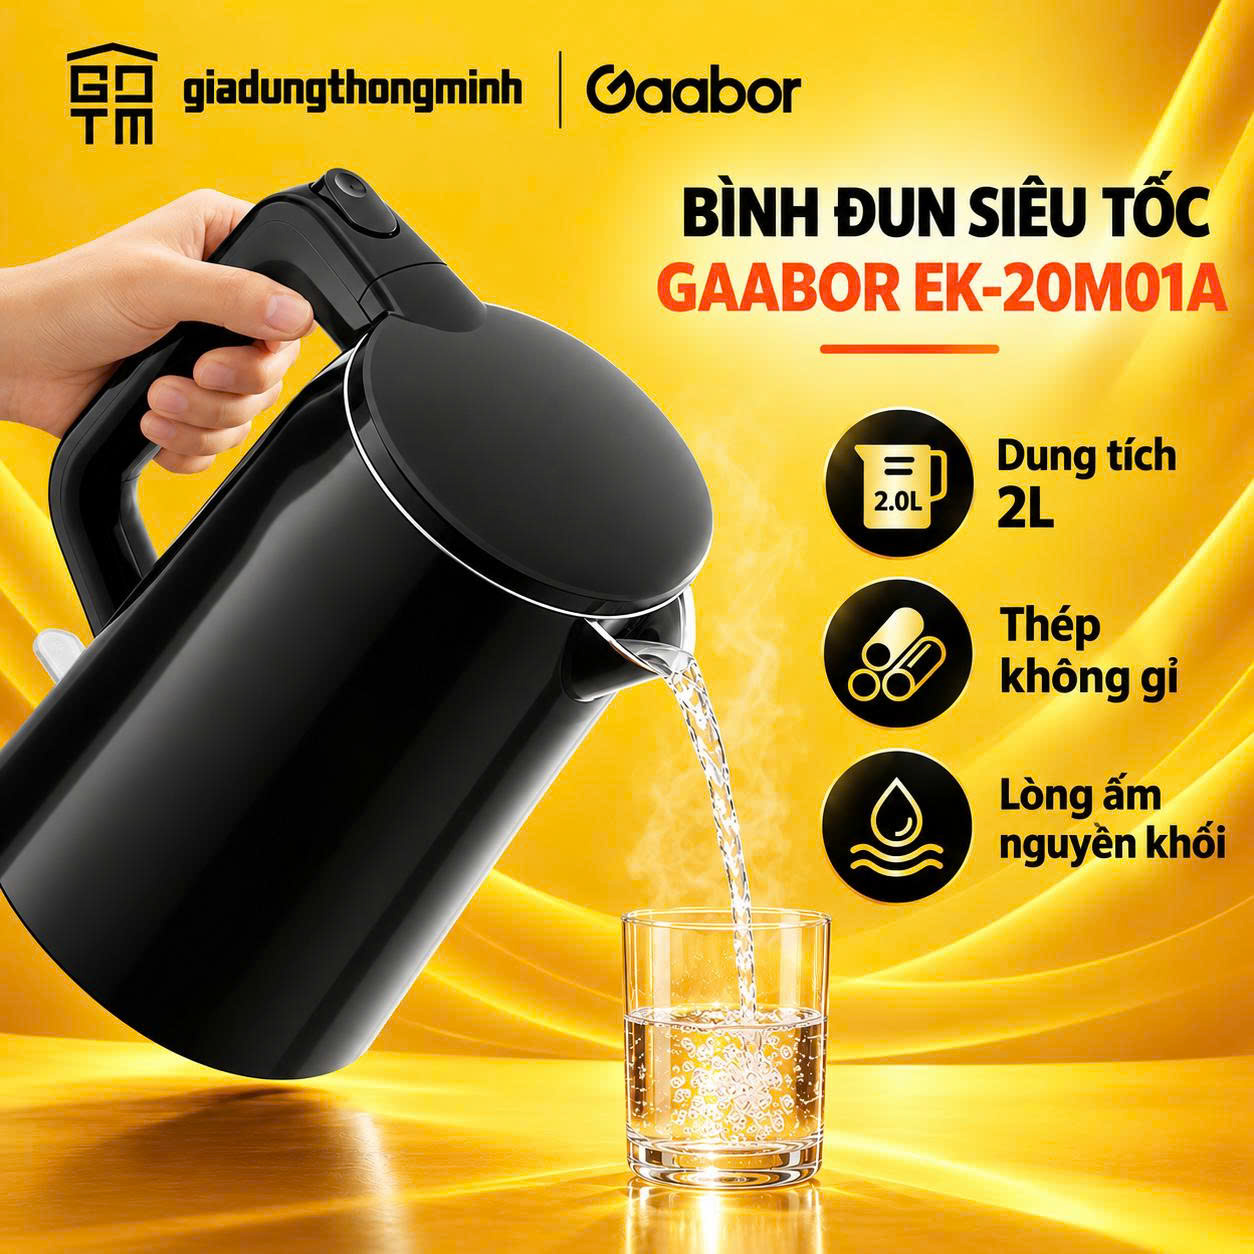 GD
TM
giadungthongminh
Gaabor
BÌNH ĐUN SIÊU TỐC
GAABOR EK-20M01A
2.0L
Dung tích
2L
Thép
không gỉ
Lòng ấm
nguyền khối